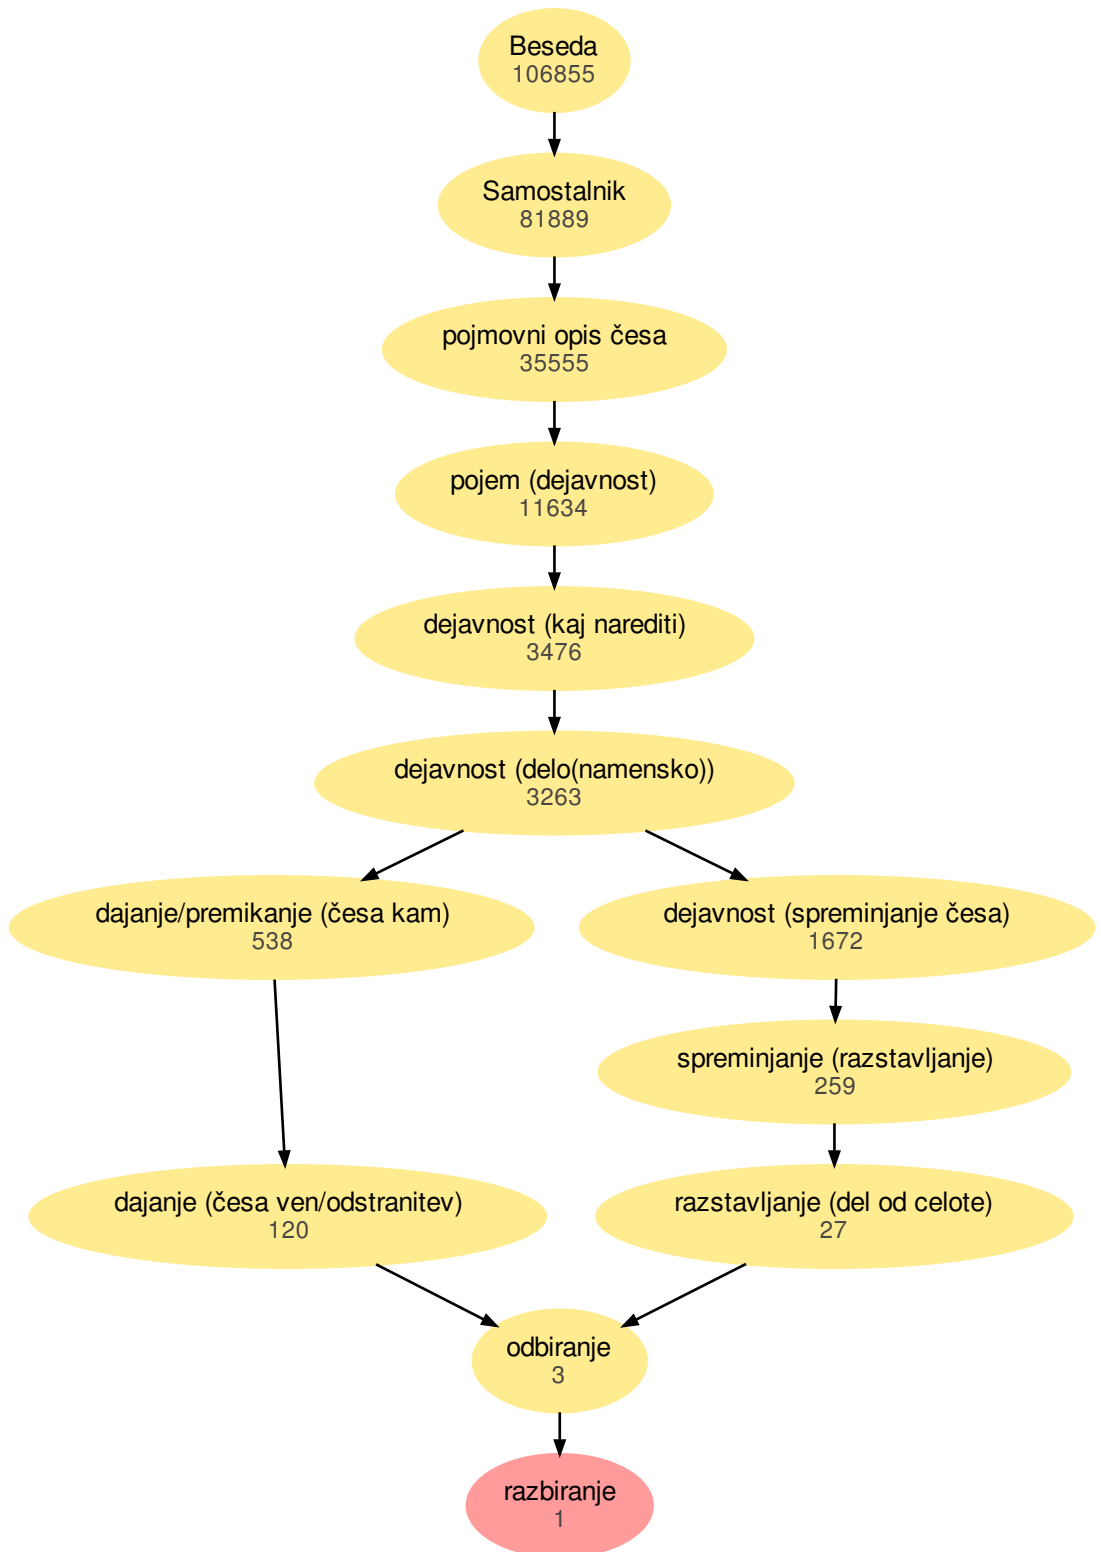 Beseda
106855
Samostalnik
81889
pojmovni opis česa
35555
pojem (dejavnost)
11634
dejavnost (kaj narediti)
3476
dejavnost (delo(namensko))
3263
dajanje/premikanje (česa kam)
538
dejavnost (spreminjanje česa)
1672
spreminjanje (razstavljanje)
259
dajanje (česa ven/odstranitev)
120
razstavljanje (del od celote)
27
odbiranje
3
razbiranje
1